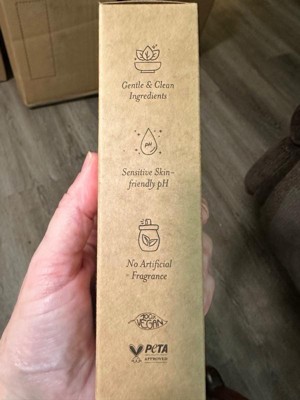 Gentle & Clean
Ingredients
pH
Sensitive Skin-
friendly pH
No Artificial
Fragrance
VEGAN
PETA
APPROVED